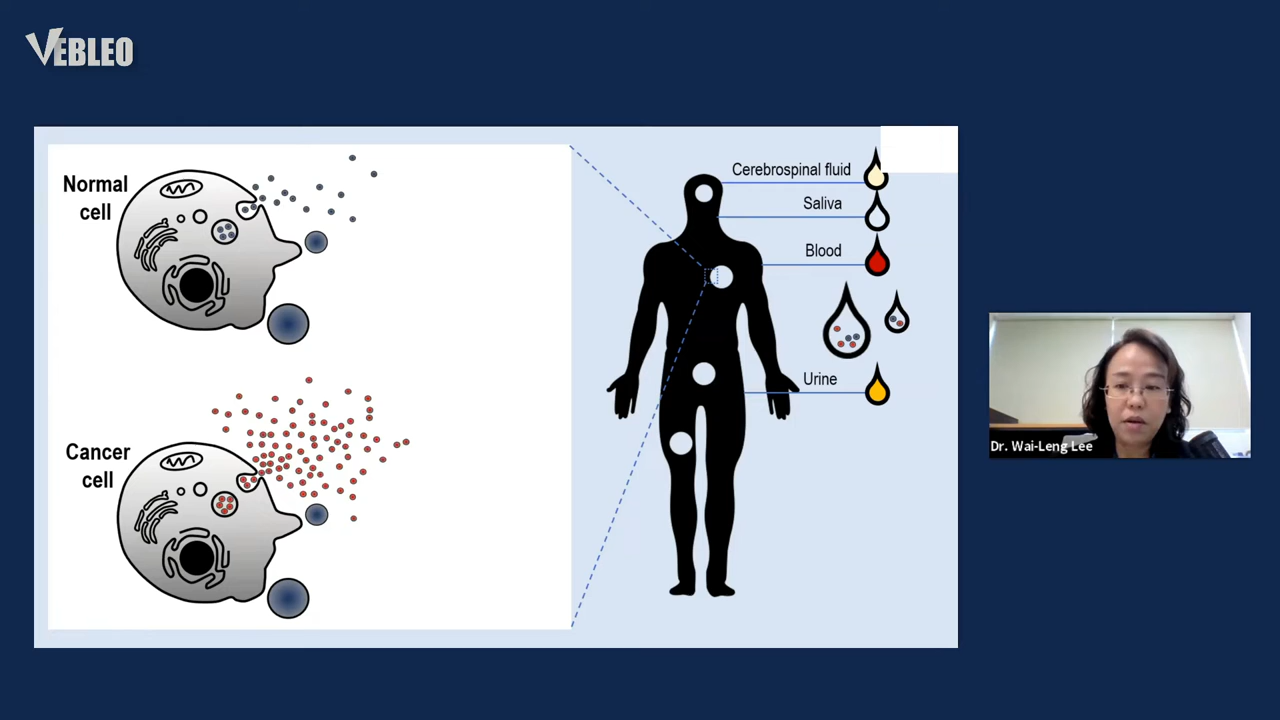 VEBLEO
Normal
cell
Cancer
cell
Cerebrospinal fluid
Saliva
Blood
Urine
Dr. Wai-Leng Lee